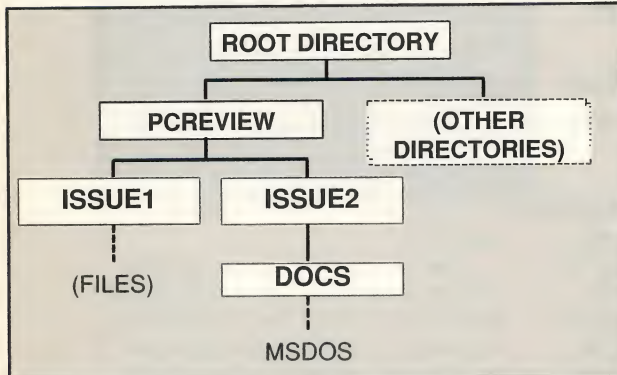 ROOT DIRECTORY
PCREVIEW
(OTHER
DIRECTORIES)
ISSUE1
ISSUE2
(FILES)
DOCS
MSDOS